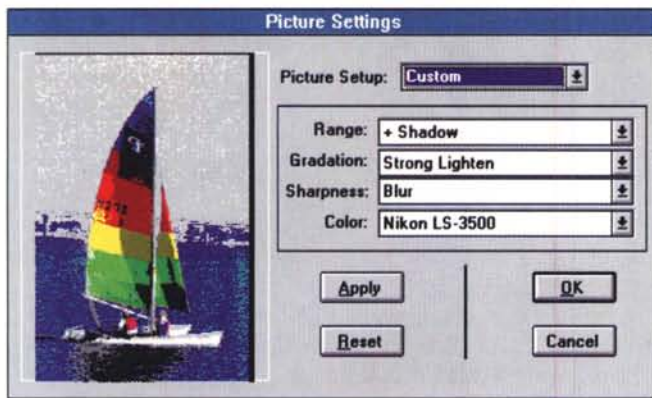 Picture Settings
Picture Setup: Custom
Range: + Shadow
Gradation: Strong Lighten
Sharpness: Blur
Color: Nikon LS-3500
Apply
OK
Reset
Cancel